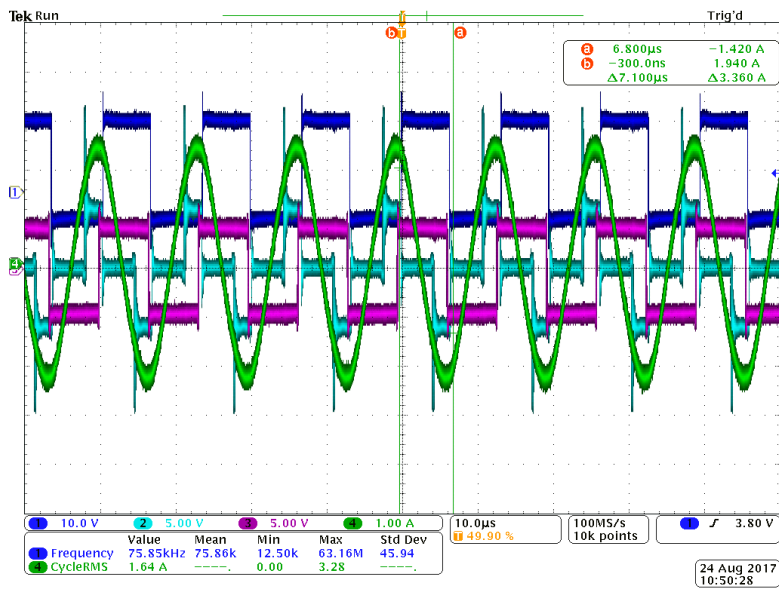 Tek Run Trig'd
b T a
a 6.800µs −1.420 A
b −300.0ns 1.940 A
Δ7.100µs Δ3.360 A
1
4
1 10.0 V 2 5.00 V 3 5.00 V 4 1.00 A
10.0µs
T 49.90 %
100MS/s
10k points
1 3.80 V
Value Mean Min Max Std Dev
1 Frequency 75.85kHz 75.86k 12.50k 63.16M 45.94
4 CycleRMS 1.64 A −−−−. 0.00 3.28 −−−−.
24 Aug 2017
10:50:28